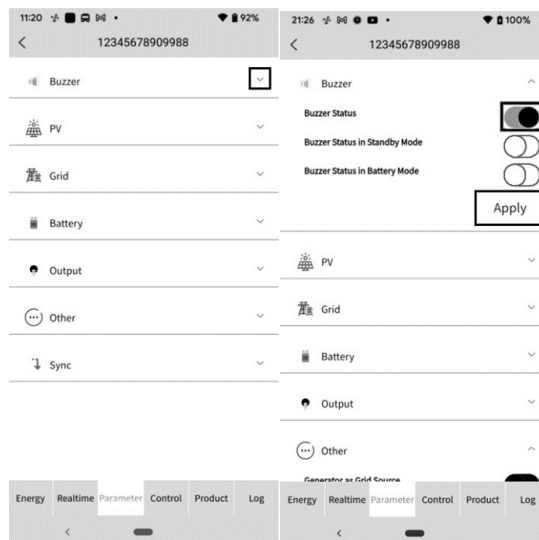 11:20
92%
12345678909988
Buzzer
PV
Grid
Battery
Output
Other
Sync
Energy Realtime Parameter Control Product Log
21:26
100%
12345678909988
Buzzer
Buzzer Status
Buzzer Status in Standby Mode
Buzzer Status in Battery Mode
Apply
PV
Grid
Battery
Output
Other
Generator as Grid Source
Energy Realtime Parameter Control Product Log